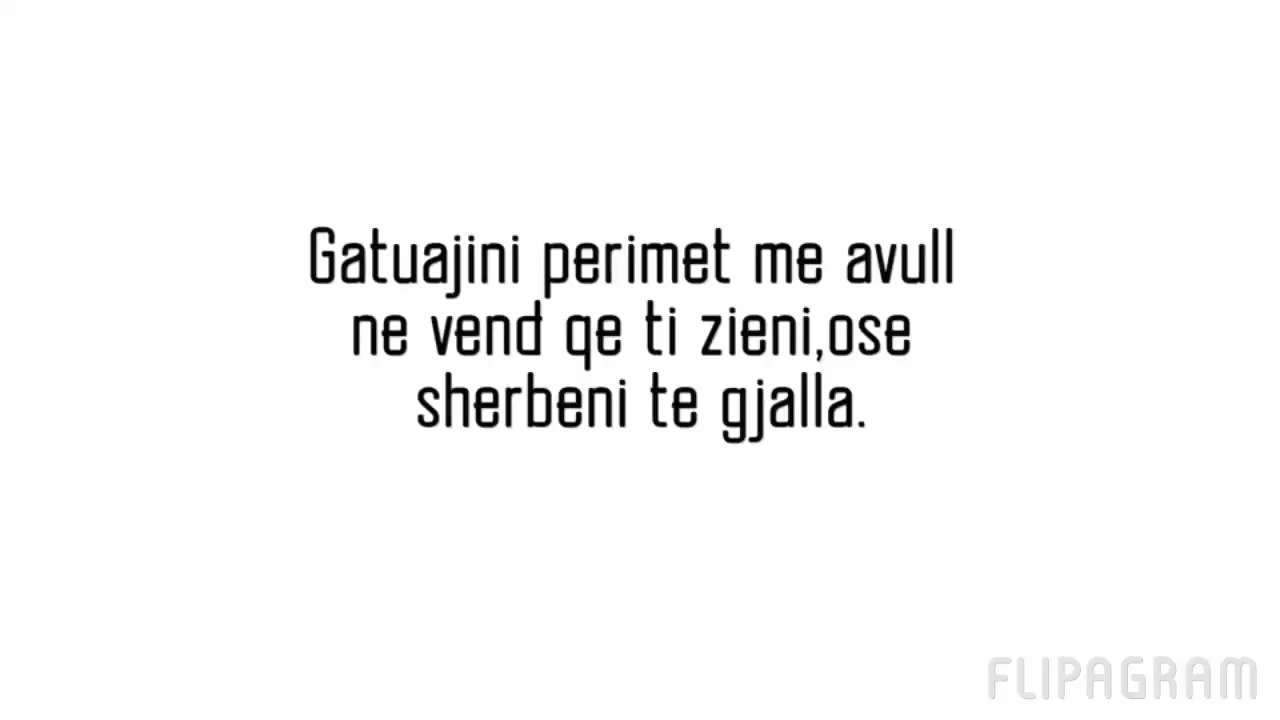 Gatuajini perimet me avull
ne vend qe ti zieni,ose
sherbeni te gjalla.
FLIPAGRAM